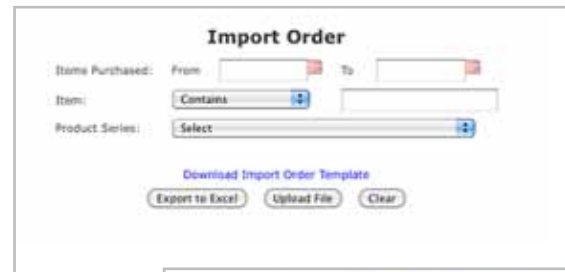 Import Order
Items Purchased: From To
Item: Contains
Product Series: Select
Download Import Order Template
Export to Excel Upload File Clear